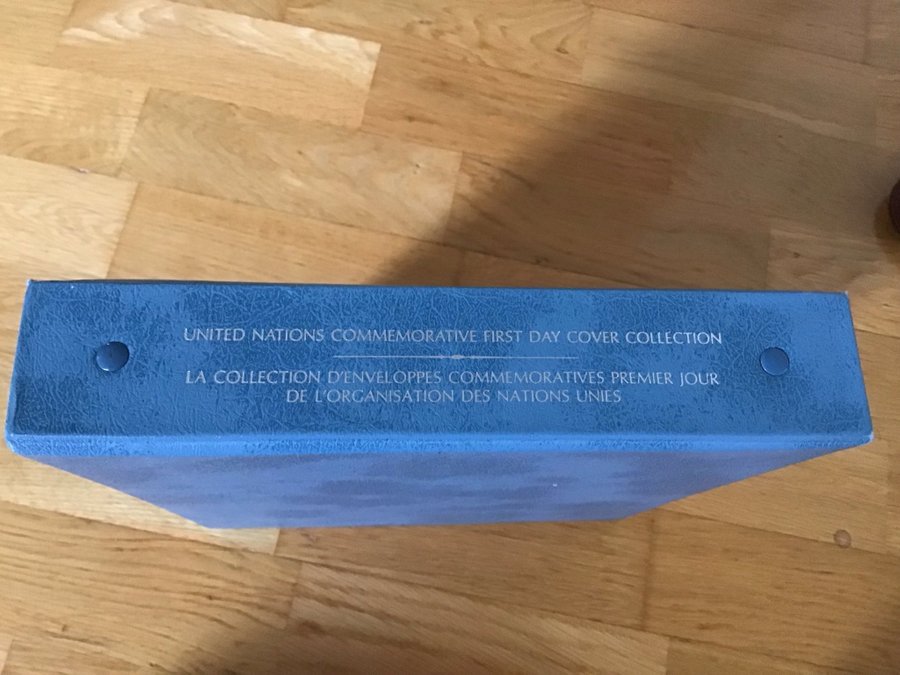 UNITED NATIONS COMMEMORATIVE FIRST DAY COVER COLLECTION
LA COLLECTION D'ENVELOPPES COMMEMORATIVES PREMIER JOUR
DE L'ORGANISATION DES NATIONS UNIES